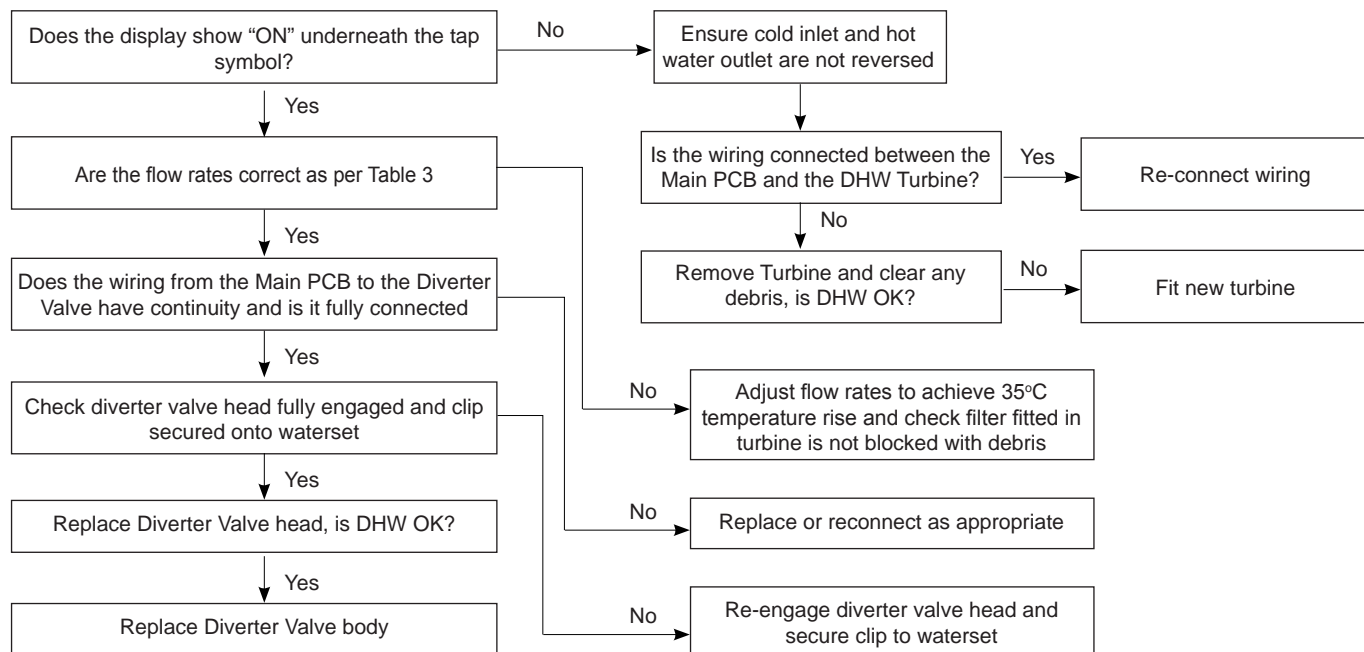 Does the display show “ON” underneath the tap
symbol?
No
Ensure cold inlet and hot
water outlet are not reversed
Yes
Are the flow rates correct as per Table 3
Is the wiring connected between the
Main PCB and the DHW Turbine?
Yes
Re-connect wiring
Yes
No
Does the wiring from the Main PCB to the Diverter
Valve have continuity and is it fully connected
Remove Turbine and clear any
debris, is DHW OK?
No
Fit new turbine
Yes
Check diverter valve head fully engaged and clip
secured onto waterset
No
Adjust flow rates to achieve 35°C
temperature rise and check filter fitted in
turbine is not blocked with debris
Yes
Replace Diverter Valve head, is DHW OK?
No
Replace or reconnect as appropriate
Yes
Replace Diverter Valve body
No
Re-engage diverter valve head and
secure clip to waterset